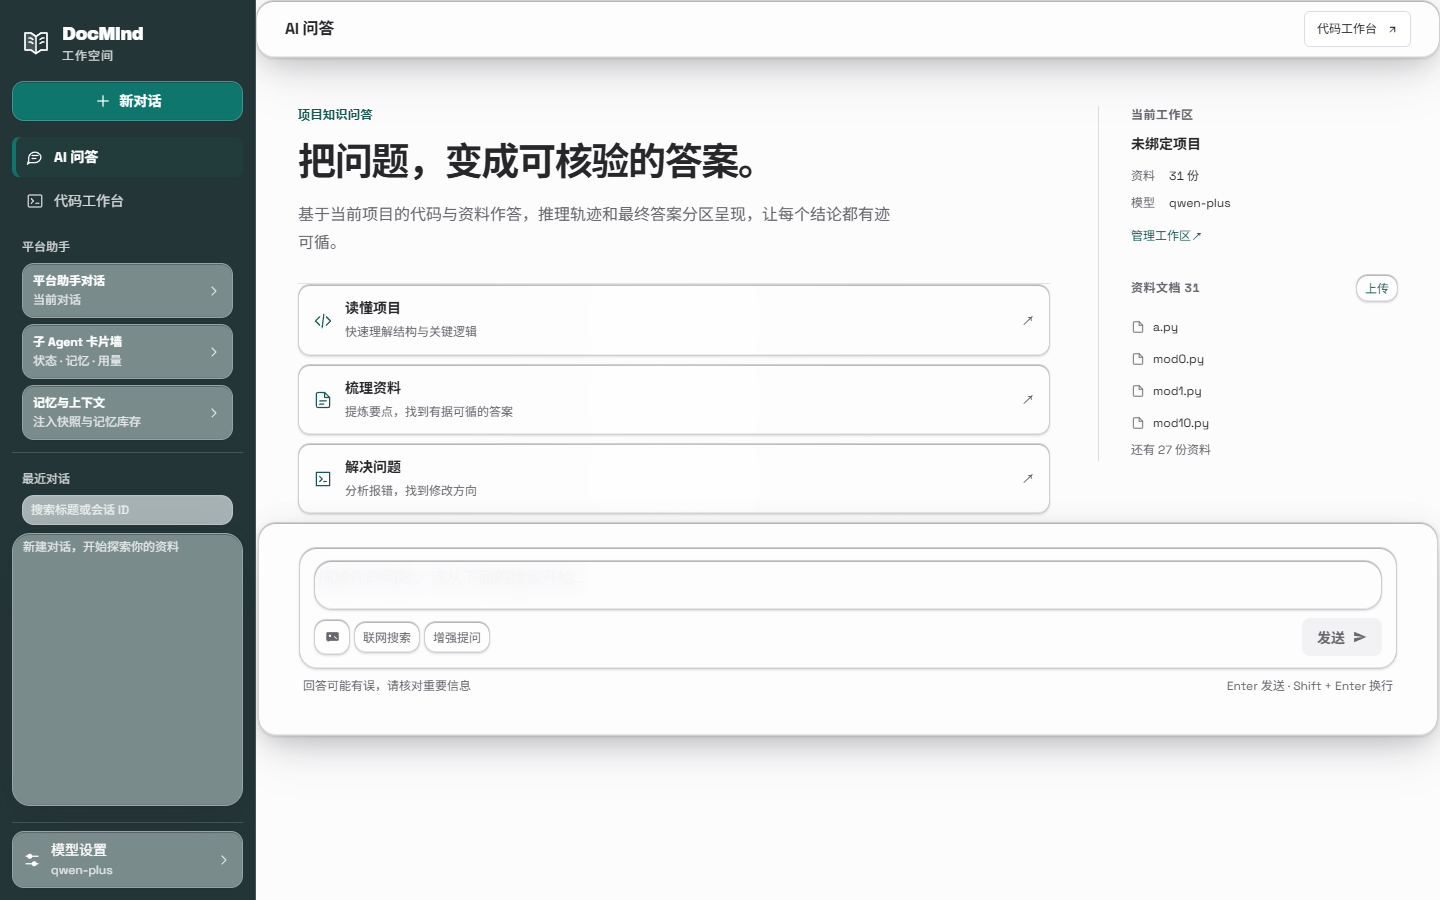 DocMind
工作空间
新对话
AI 问答
代码工作台
平台助手
平台助手对话
当前对话
子 Agent 卡片墙
状态 · 记忆 · 用量
记忆与上下文
注入快照与记忆库存
最近对话
搜索标题或会话 ID
新建对话，开始探索你的资料
模型设置
qwen-plus
AI 问答
代码工作台
项目知识问答
把问题，变成可核验的答案。
基于当前项目的代码与资料作答，推理轨迹和最终答案分区呈现，让每个结论都有迹
可循。
读懂项目
快速理解结构与关键逻辑
梳理资料
提炼要点，找到有据可循的答案
解决问题
分析报错，找到修改方向
当前工作区
未绑定项目
资料 31 份
模型 qwen-plus
管理工作区↗
资料文档 31
上传
a.py
mod0.py
mod1.py
mod10.py
还有 27 份资料
联网搜索
增强提问
发送
回答可能有误，请核对重要信息
Enter 发送 · Shift + Enter 换行